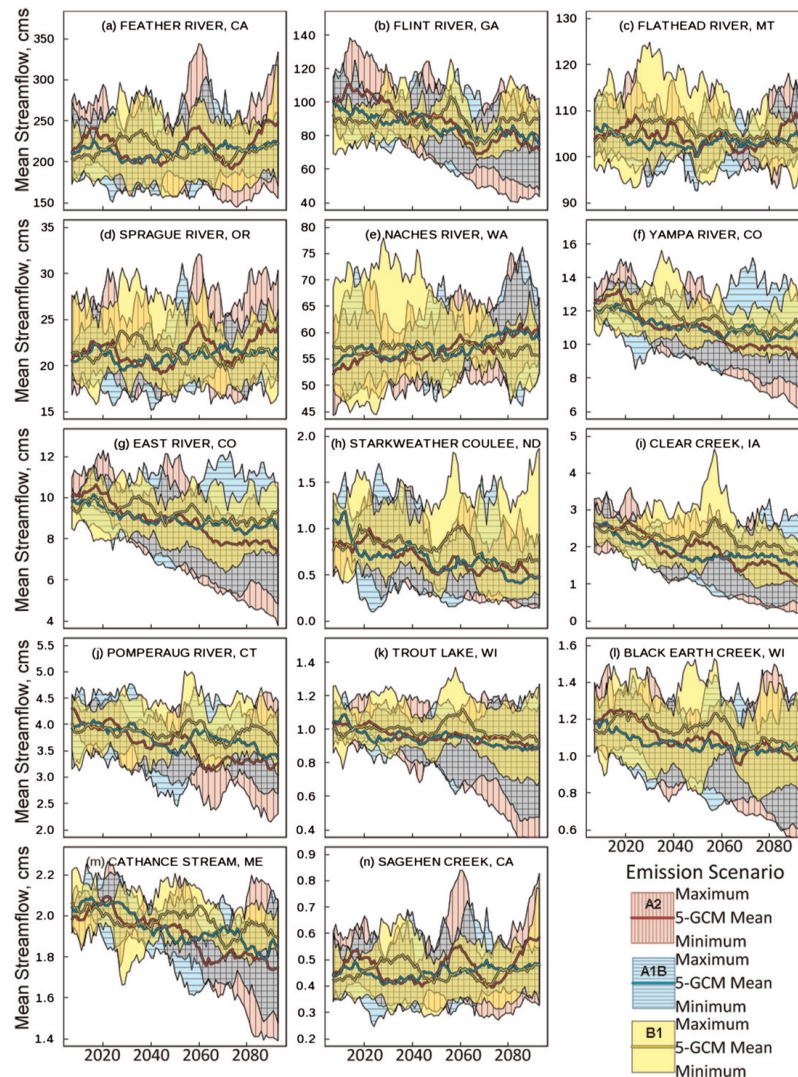 (a) FEATHER RIVER, CA
(b) FLINT RIVER, GA
(c) FLATHEAD RIVER, MT
Mean Streamflow, cms
350
300
250
200
150
140
120
100
80
60
40
130
120
110
100
90
(d) SPRAGUE RIVER, OR
(e) NACHES RIVER, WA
(f) YAMPA RIVER, CO
Mean Streamflow, cms
35
30
25
20
15
75
70
65
60
55
50
45
16
14
12
10
8
6
(g) EAST RIVER, CO
(h) STARKWEATHER COULEE, ND
(i) CLEAR CREEK, IA
Mean Streamflow, cms
12
10
8
6
4
2.0
1.5
1.0
0.5
0.0
5
4
3
2
1
0
(j) POMPERAUG RIVER, CT
(k) TROUT LAKE, WI
(l) BLACK EARTH CREEK, WI
Mean Streamflow, cms
5.5
5.0
4.5
4.0
3.5
3.0
2.5
2.0
1.4
1.2
1.0
0.8
0.6
0.4
1.6
1.4
1.2
1.0
0.8
0.6
2020 2040 2060 2080
(m) CATHANCE STREAM, ME
(n) SAGEHEN CREEK, CA
Mean Streamflow, cms
2.2
2.0
1.8
1.6
1.4
0.9
0.8
0.7
0.6
0.5
0.4
0.3
0.2
2020 2040 2060 2080
2020 2040 2060 2080
Emission Scenario
Maximum
A2 5-GCM Mean
Minimum
Maximum
A1B 5-GCM Mean
Minimum
Maximum
B1 5-GCM Mean
Minimum